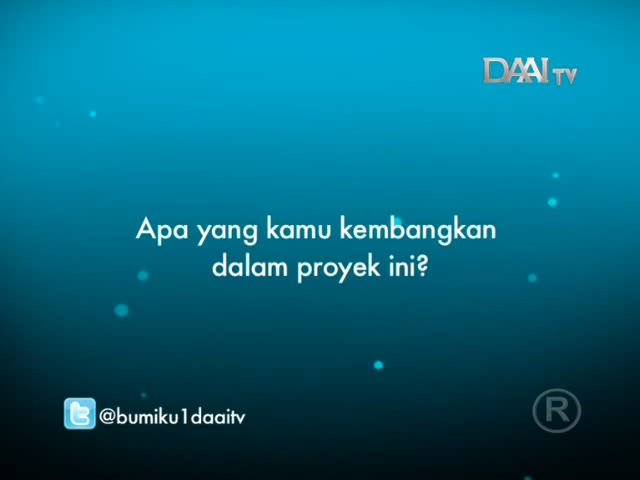 DAAI TV
Apa yang kamu kembangkan
dalam proyek ini?
@bumiku1daaitv
R